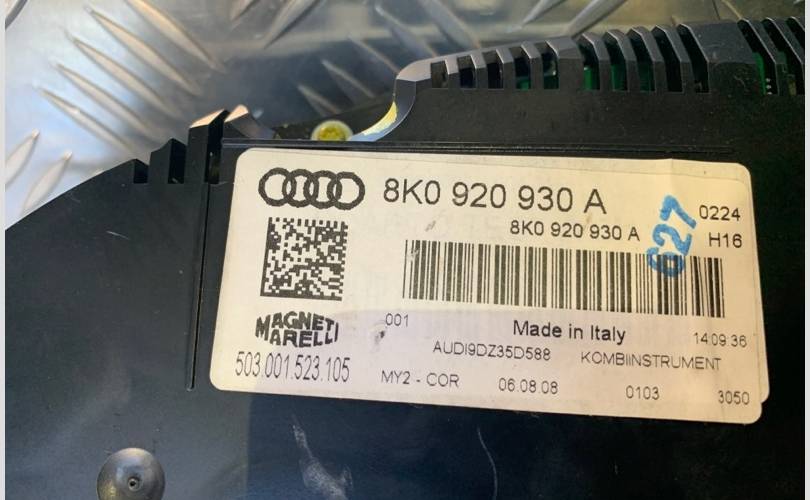 8K0 920 930 A
8K0 920 930 A
0224
H16
627
MAGNETI
MARELLI
503.001.523.105
001
Made in Italy
14:09:36
AUDI9DZ35D588 KOMBIINSTRUMENT
MY2 - COR 06.08.08 0103 3050